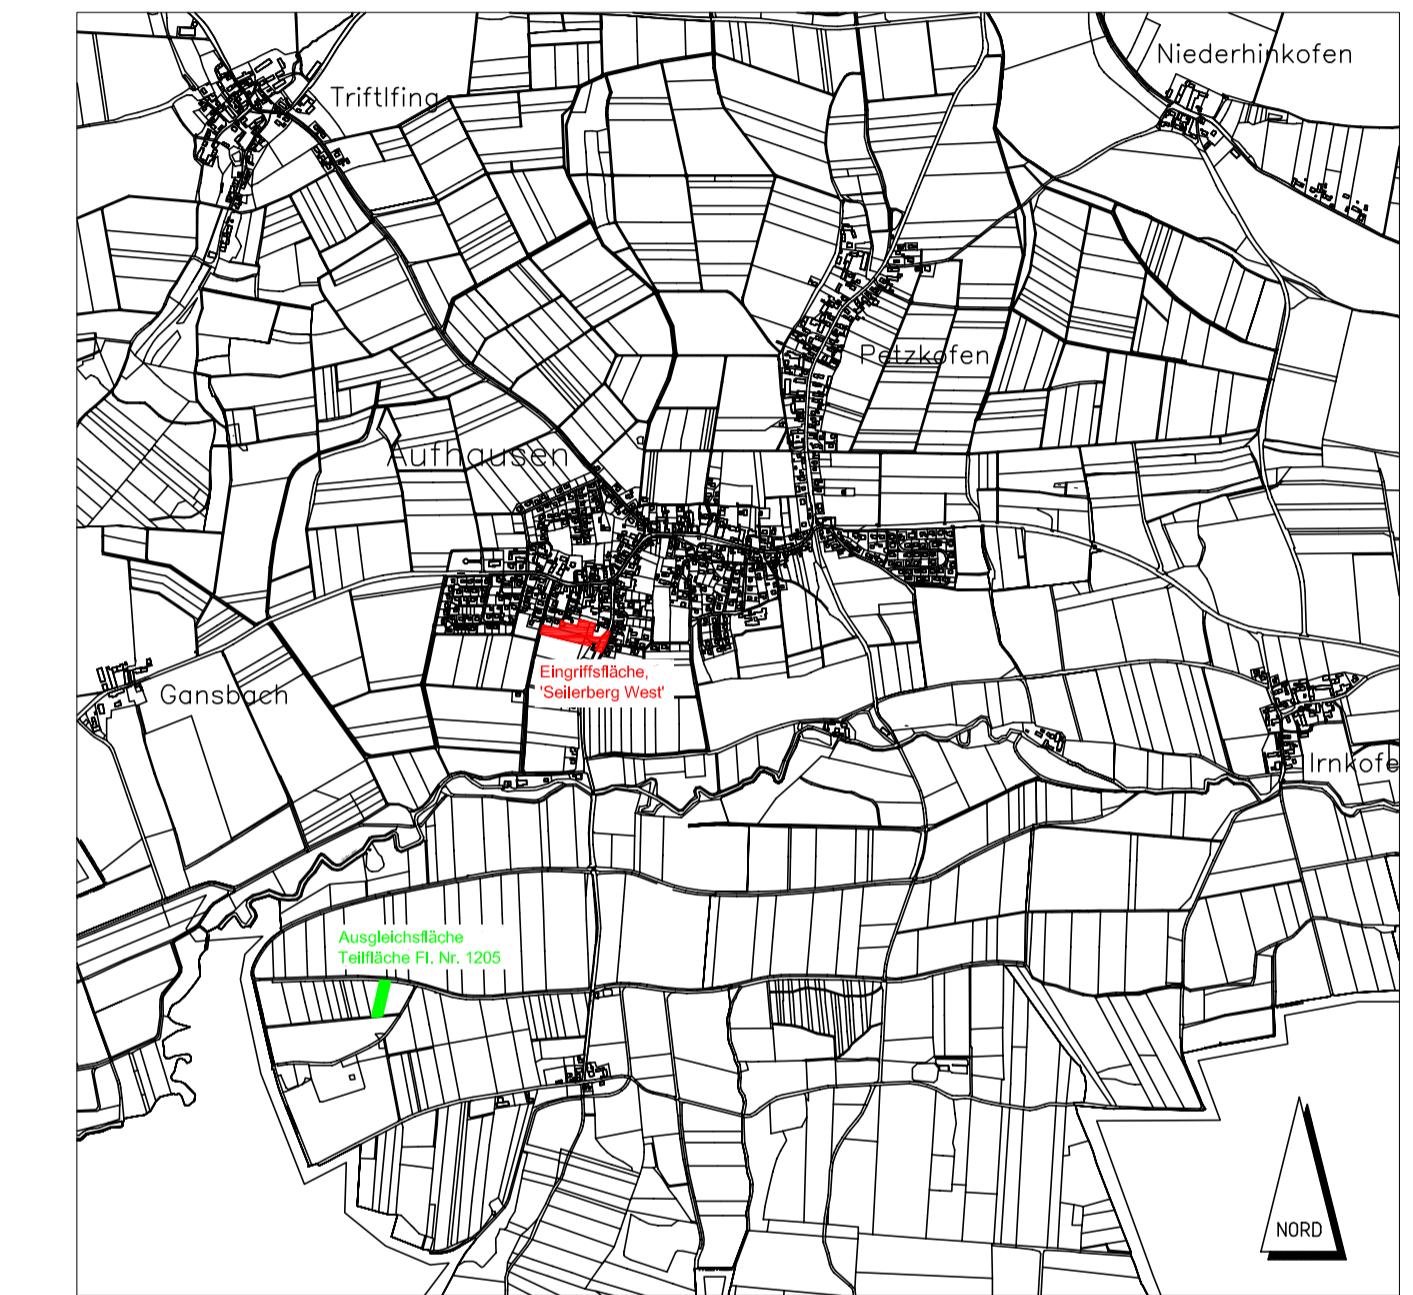 Niederhinkofen
Triftlfing
Petzkofen
Aufhausen
Eingriffsfläche,
'Seilerberg West'
Gansbach
Irnkofe
Ausgleichsfläche
Teilfläche Fl. Nr. 1205
NORD